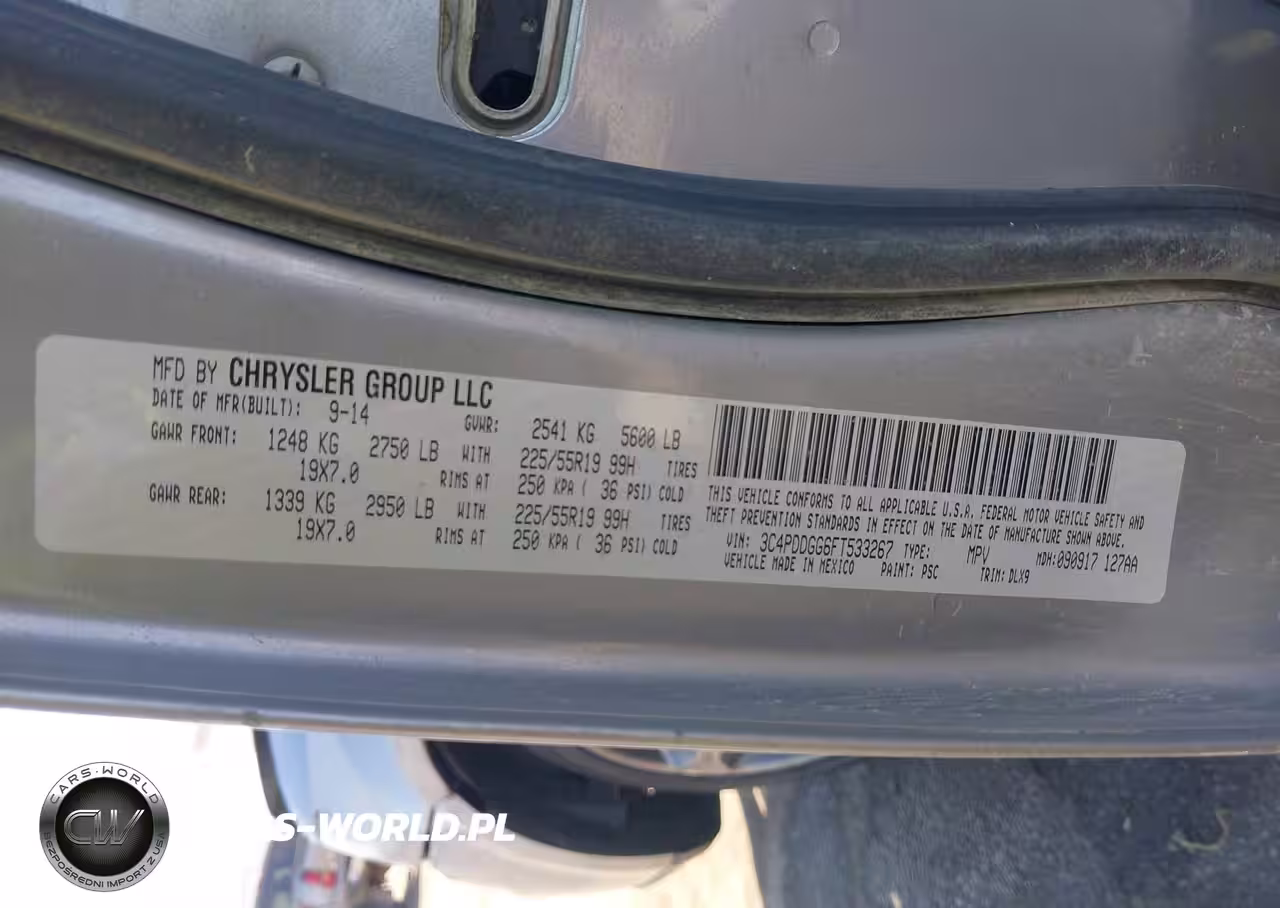 MFD BY CHRYSLER GROUP LLC
DATE OF MFR(BUILT): 9-14 GVWR: 2541 KG 5600 LB
GAWR FRONT: 1248 KG 2750 LB WITH 225/55R19 99H TIRES
19X7.0 RIMS AT 250 KPA ( 36 PSI) COLD
GAWR REAR: 1339 KG 2950 LB WITH 225/55R19 99H TIRES
19X7.0 RIMS AT 250 KPA ( 36 PSI) COLD
THIS VEHICLE CONFORMS TO ALL APPLICABLE U.S.A. FEDERAL MOTOR VEHICLE SAFETY AND
THEFT PREVENTION STANDARDS IN EFFECT ON THE DATE OF MANUFACTURE SHOWN ABOVE.
VIN: 3C4PDDGG6FT533267 TYPE: MPV MDH:090917 127AA
VEHICLE MADE IN MEXICO PAINT: PSC TRIM: DLX9
CARS-WORLD
CW
BEZPOŚREDNI IMPORT Z USA
S-WORLD.PL